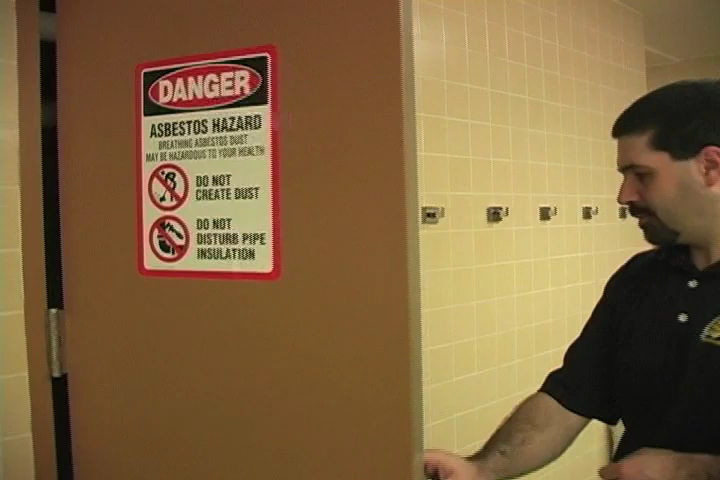 DANGER
ASBESTOS HAZARD
BREATHING ASBESTOS DUST
MAY BE HAZARDOUS TO YOUR HEALTH
DO NOT
CREATE DUST
DO NOT
DISTURB PIPE
INSULATION